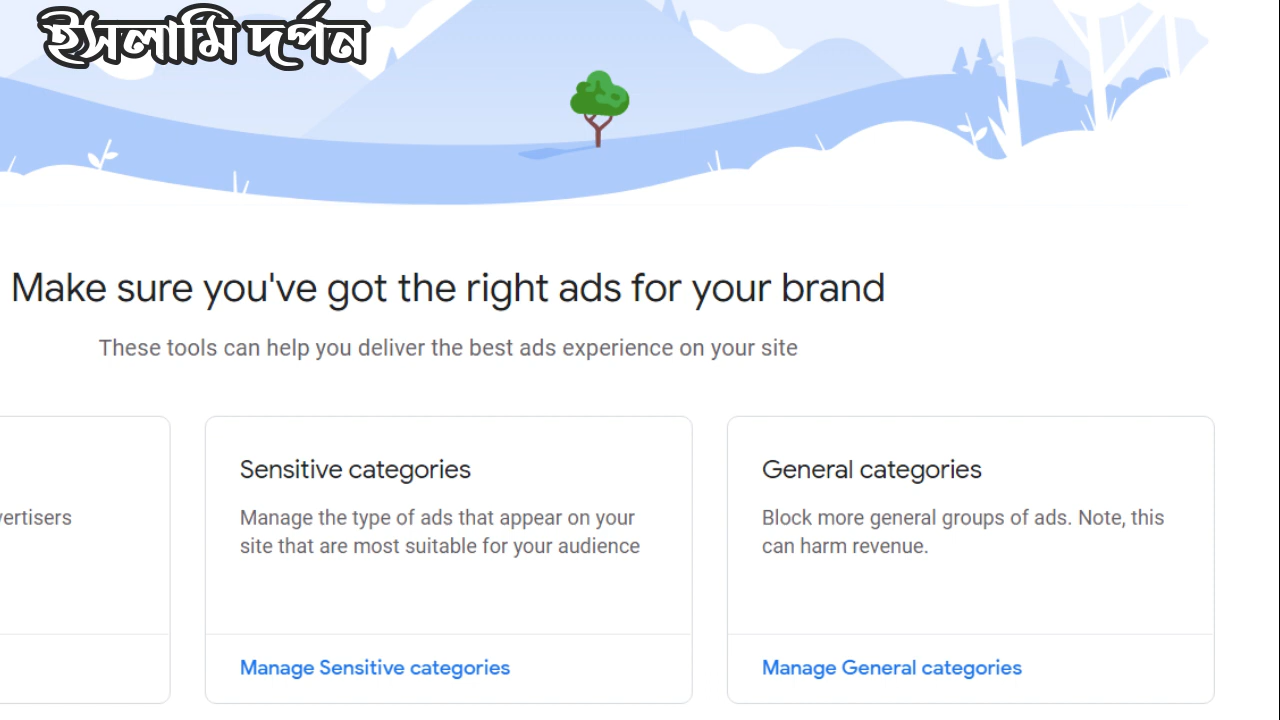 ইসলামি দর্পন
Make sure you've got the right ads for your brand
These tools can help you deliver the best ads experience on your site
Sensitive categories
General categories
vertisers
Manage the type of ads that appear on your
site that are most suitable for your audience
Block more general groups of ads. Note, this
can harm revenue.
Manage Sensitive categories
Manage General categories